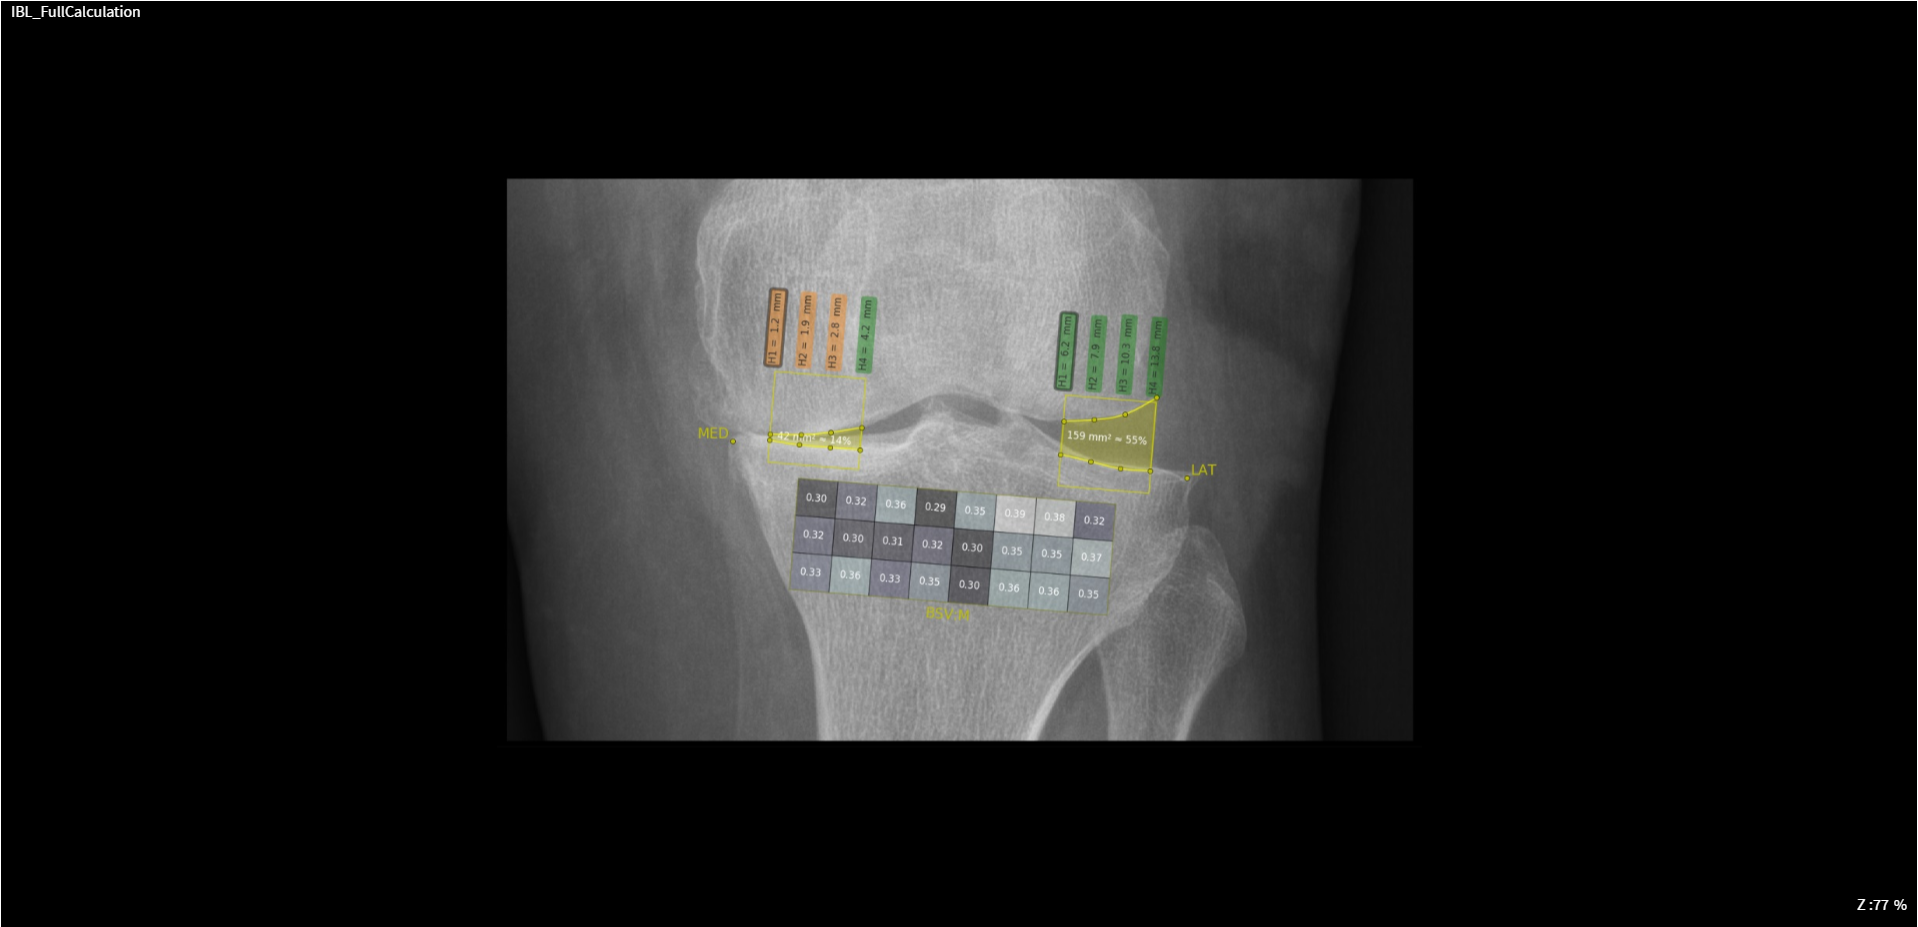 IBL_FullCalculation
H1 = 1.2 mm
H2 = 1.9 mm
H3 = 2.8 mm
H4 = 4.2 mm
H1 = 6.2 mm
H2 = 7.9 mm
H3 = 10.3 mm
H4 = 13.8 mm
MED
42 mm² = 14%
159 mm² = 55%
LAT
0.30 0.32 0.36 0.29 0.35 0.39 0.38 0.32
0.32 0.30 0.31 0.32 0.30 0.35 0.35 0.37
0.33 0.36 0.33 0.35 0.30 0.36 0.36 0.35
BSV M
Z :77 %